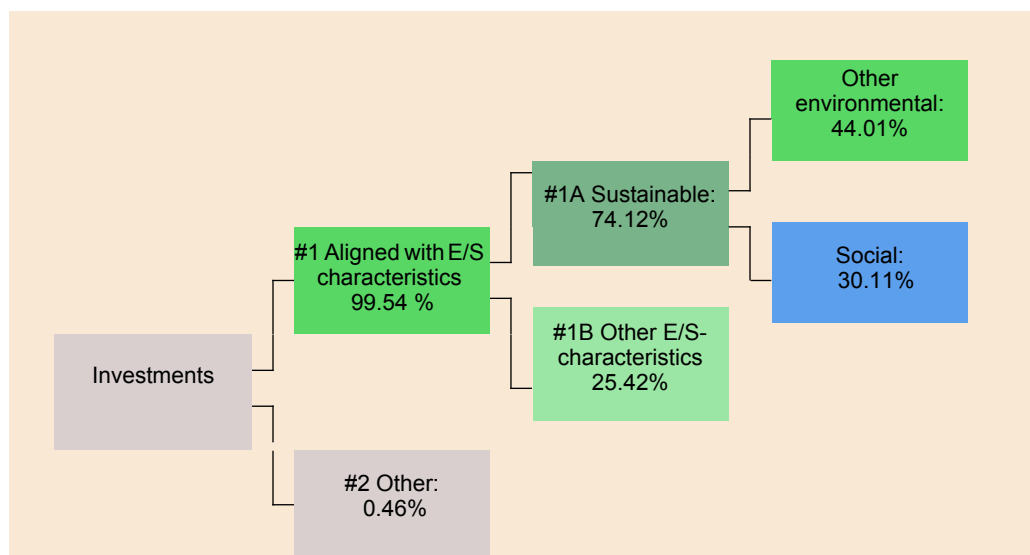 Other
environmental:
44.01%
#1A Sustainable:
74.12%
#1 Aligned with E/S
characteristics
99.54 %
Social:
30.11%
#1B Other E/S-
characteristics
25.42%
Investments
#2 Other:
0.46%